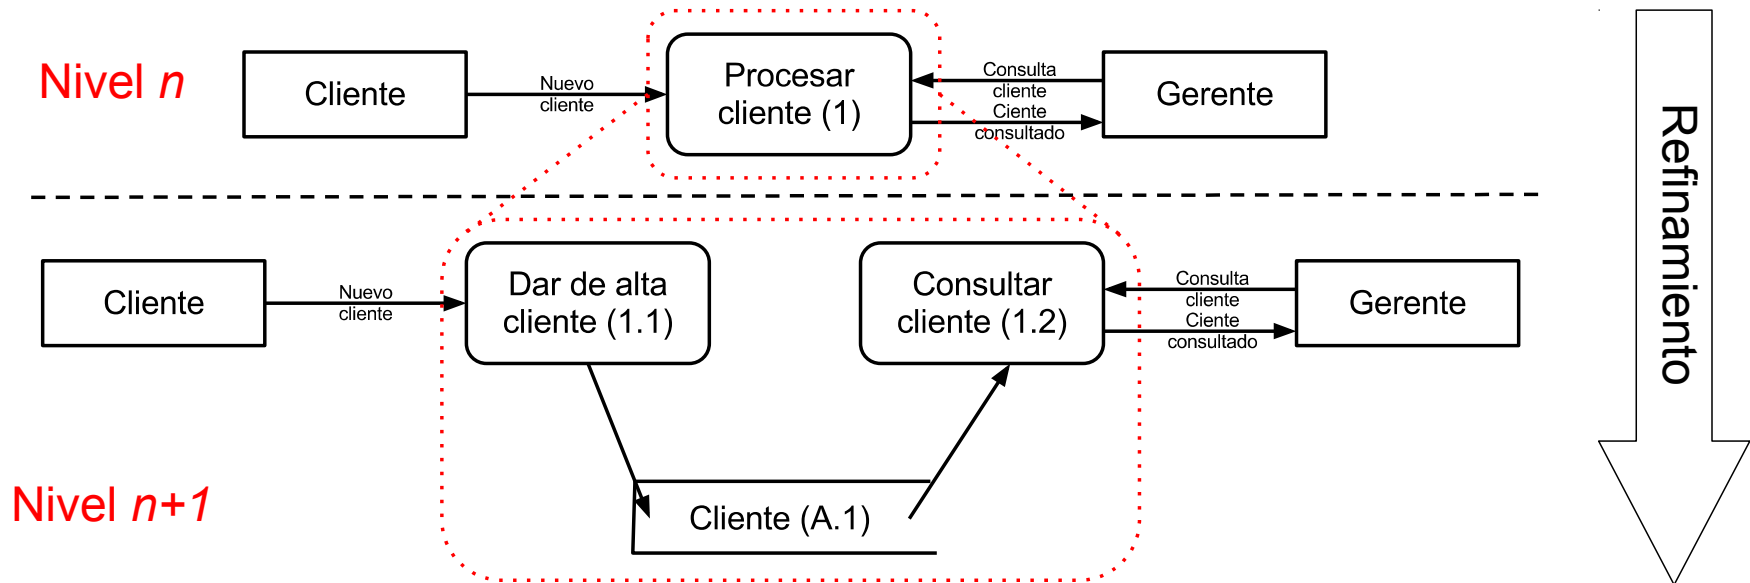 Nivel n
Cliente
Nuevo
cliente
Procesar
cliente (1)
Consulta
cliente
Ciente
consultado
Gerente
Refinamiento
Cliente
Nuevo
cliente
Dar de alta
cliente (1.1)
Consultar
cliente (1.2)
Consulta
cliente
Ciente
consultado
Gerente
Nivel n+1
Cliente (A.1)